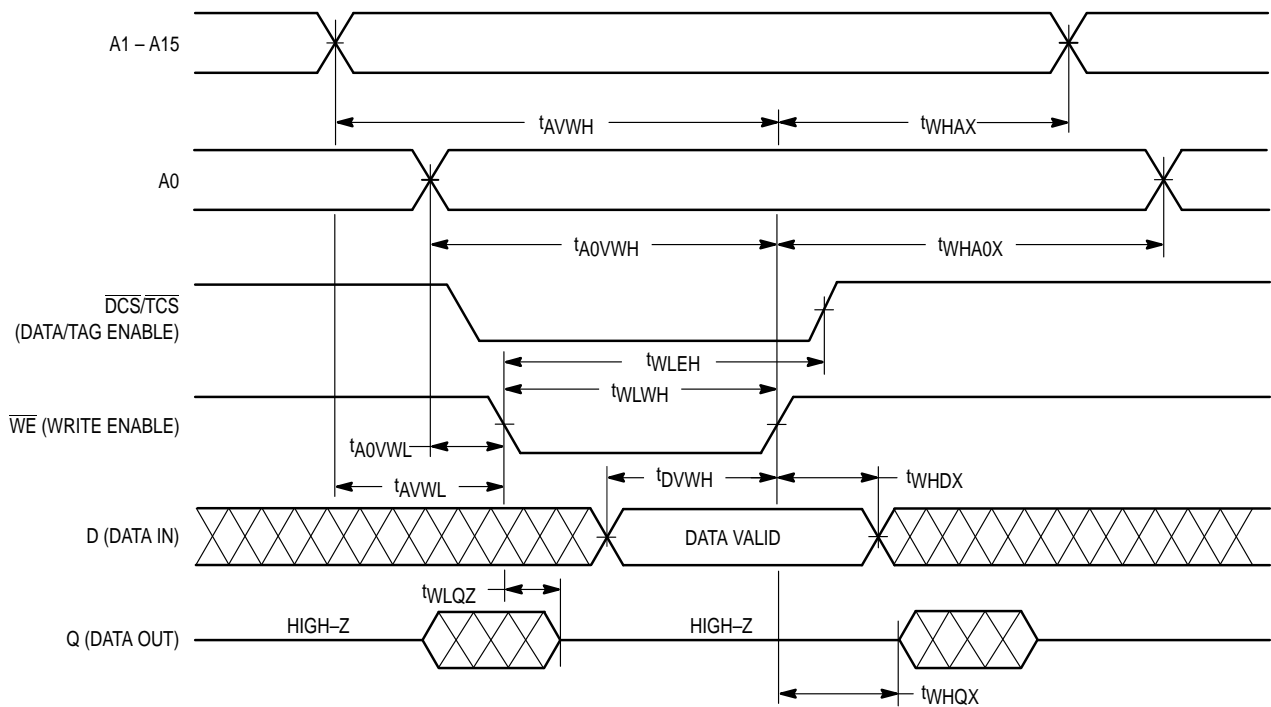 A1 – A15
tAVWH
tWHAX
A0
tA0VWH
tWHA0X
DCS/TCS
(DATA/TAG ENABLE)
tWLEH
tWLWH
WE (WRITE ENABLE)
tA0VWL
tAVWL
tDVWH
tWHDX
D (DATA IN)
DATA VALID
tWLQZ
Q (DATA OUT)
HIGH–Z
HIGH–Z
tWHQX